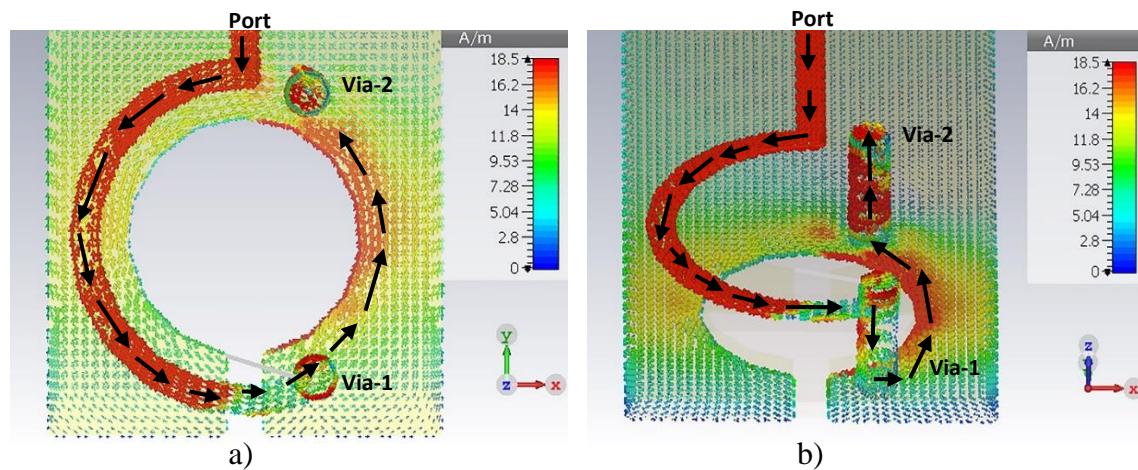 Port
A/m
18.5
16.2
14
11.8
9.53
7.28
5.04
2.8
0
Via-2
Via-1
y
z
x
a)
Port
A/m
18.5
16.2
14
11.8
9.53
7.28
5.04
2.8
0
Via-2
Via-1
z
x
b)